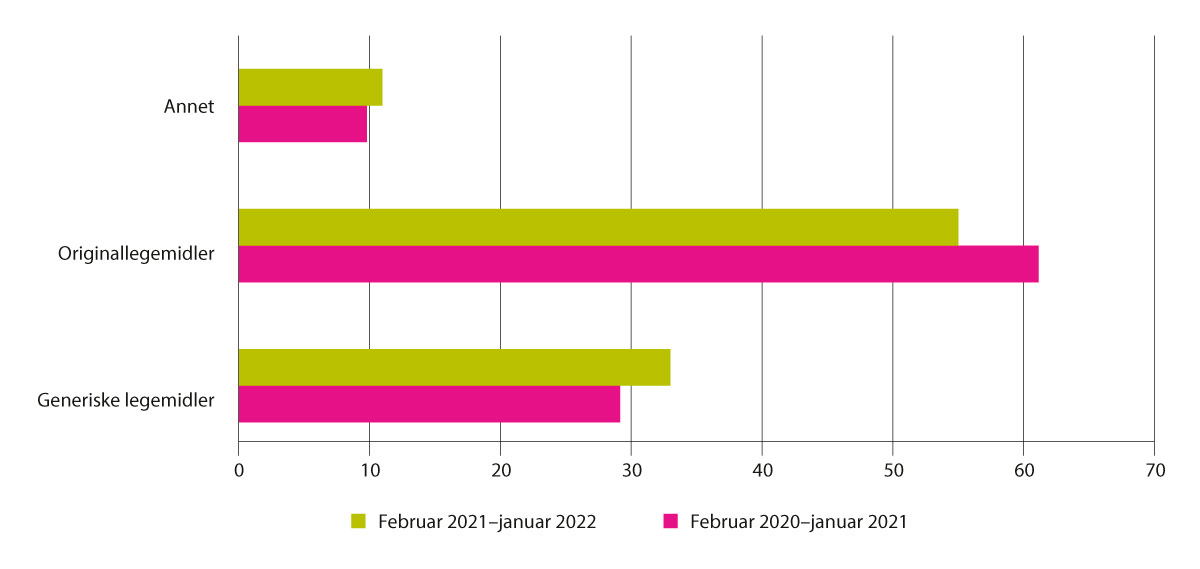 Annet
Originallegemidler
Generiske legemidler
0 10 20 30 40 50 60 70
Februar 2021–januar 2022 Februar 2020–januar 2021